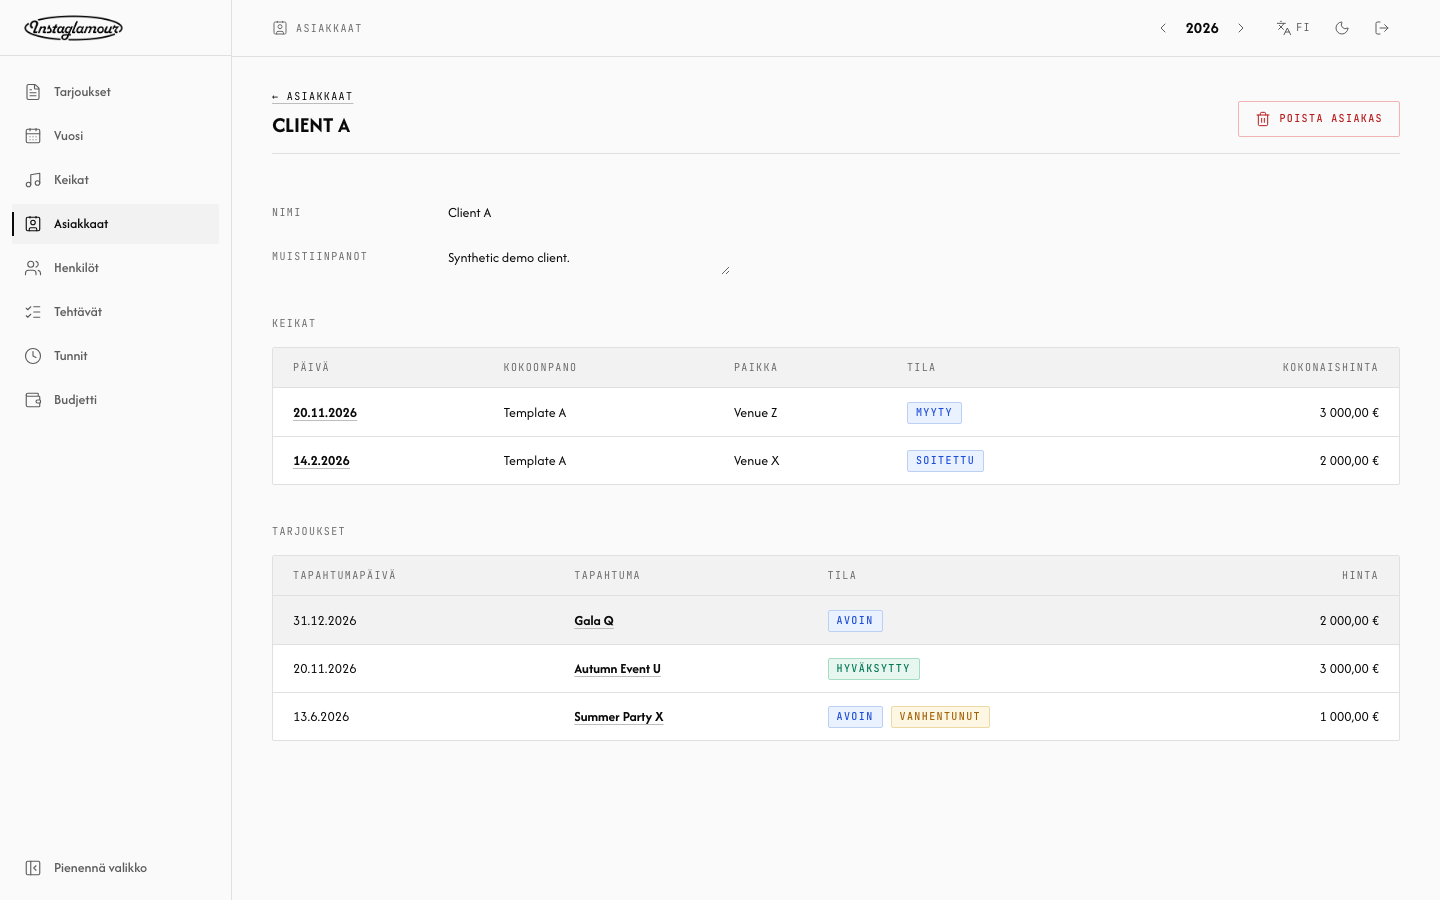 Instaglamour
ASIAKKAAT
2026
FI
Tarjoukset
Vuosi
Keikat
Asiakkaat
Henkilöt
Tehtävät
Tunnit
Budjetti
Pienennä valikko
← ASIAKKAAT
CLIENT A
POISTA ASIAKAS
NIMI Client A
MUISTIINPANOT Synthetic demo client.
KEIKAT
PÄIVÄ KOKOONPANO PAIKKA TILA KOKONAISHINTA
20.11.2026 Template A Venue Z MYYTY 3 000,00 €
14.2.2026 Template A Venue X SOITETTU 2 000,00 €
TARJOUKSET
TAPAHTUMAPÄIVÄ TAPAHTUMA TILA HINTA
31.12.2026 Gala Q AVOIN 2 000,00 €
20.11.2026 Autumn Event U HYVÄKSYTTY 3 000,00 €
13.6.2026 Summer Party X AVOIN VANHENTUNUT 1 000,00 €